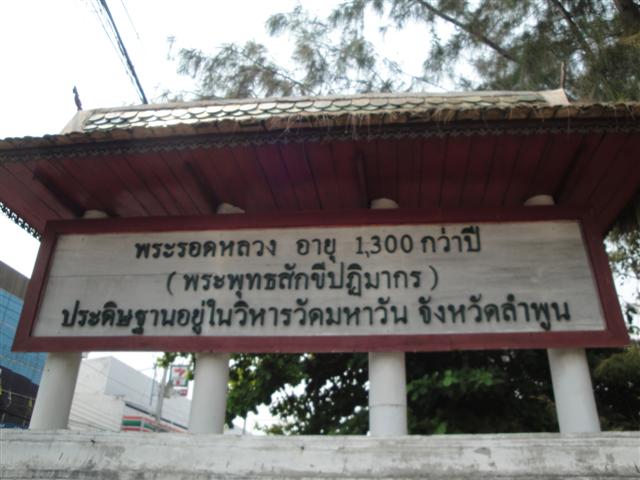 พระรอดหลวง อายุ 1,300 กว่าปี
( พระพุทธสักขีปฏิมากร )
ประดิษฐานอยู่ในวิหารวัดมหาวัน จังหวัดลำพูน
7